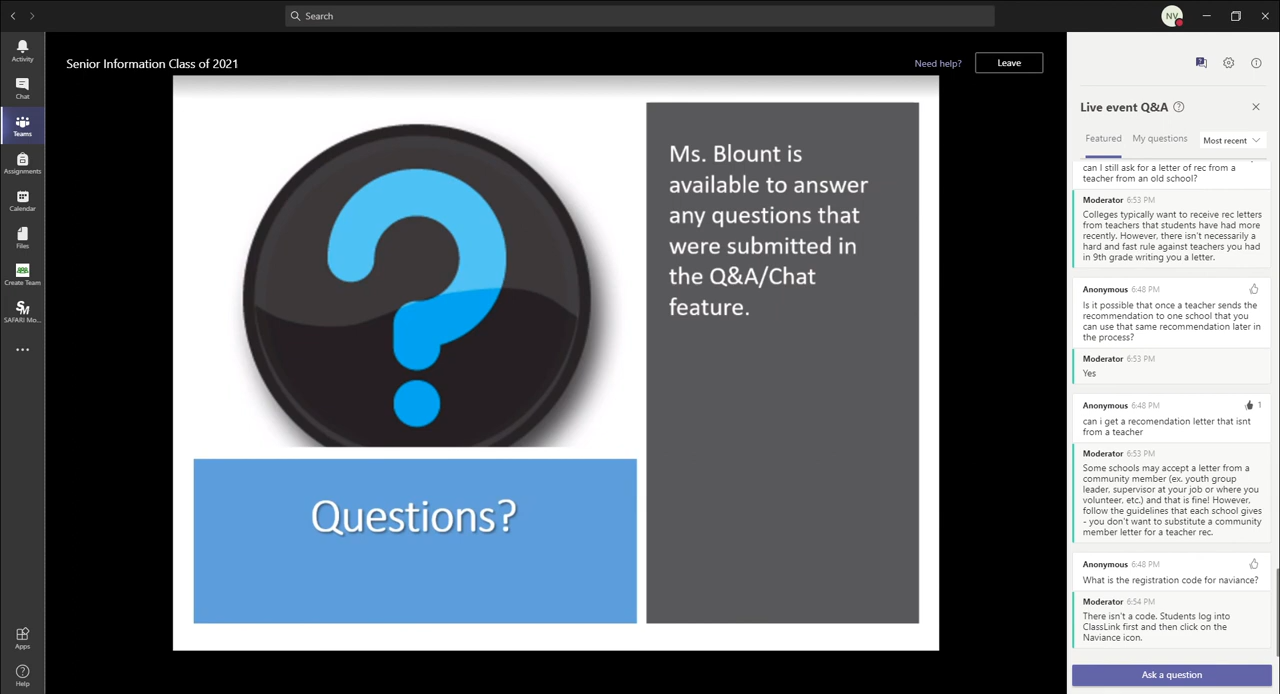 Search
NV
Activity
Chat
Teams
Assignments
Calendar
Files
Create Team
SAFARI Mo...
Apps
Help
Senior Information Class of 2021
Need help?
Leave
Ms. Blount is
available to answer
any questions that
were submitted in
the Q&A/Chat
feature.
Questions?
Live event Q&A
Featured
My questions
Most recent
can I still ask for a letter of rec from a
teacher from an old school?
Moderator 6:53 PM
Colleges typically want to receive rec letters
from teachers that students have had more
recently. However, there isn't necessarily a
hard and fast rule against teachers you had
in 9th grade writing you a letter.
Anonymous 6:48 PM
Is it possible that once a teacher sends the
recommendation to one school that you
can use that same recommendation later in
the process?
Moderator 6:53 PM
Yes
Anonymous 6:48 PM
1
can i get a recomendation letter that isnt
from a teacher
Moderator 6:53 PM
Some schools may accept a letter from a
community member (ex. youth group
leader, supervisor at your job or where you
volunteer, etc.) and that is fine! However,
follow the guidelines that each school gives
- you don't want to substitute a community
member letter for a teacher rec.
Anonymous 6:48 PM
What is the registration code for naviance?
Moderator 6:54 PM
There isn't a code. Students log into
ClassLink first and then click on the
Naviance icon.
Ask a question